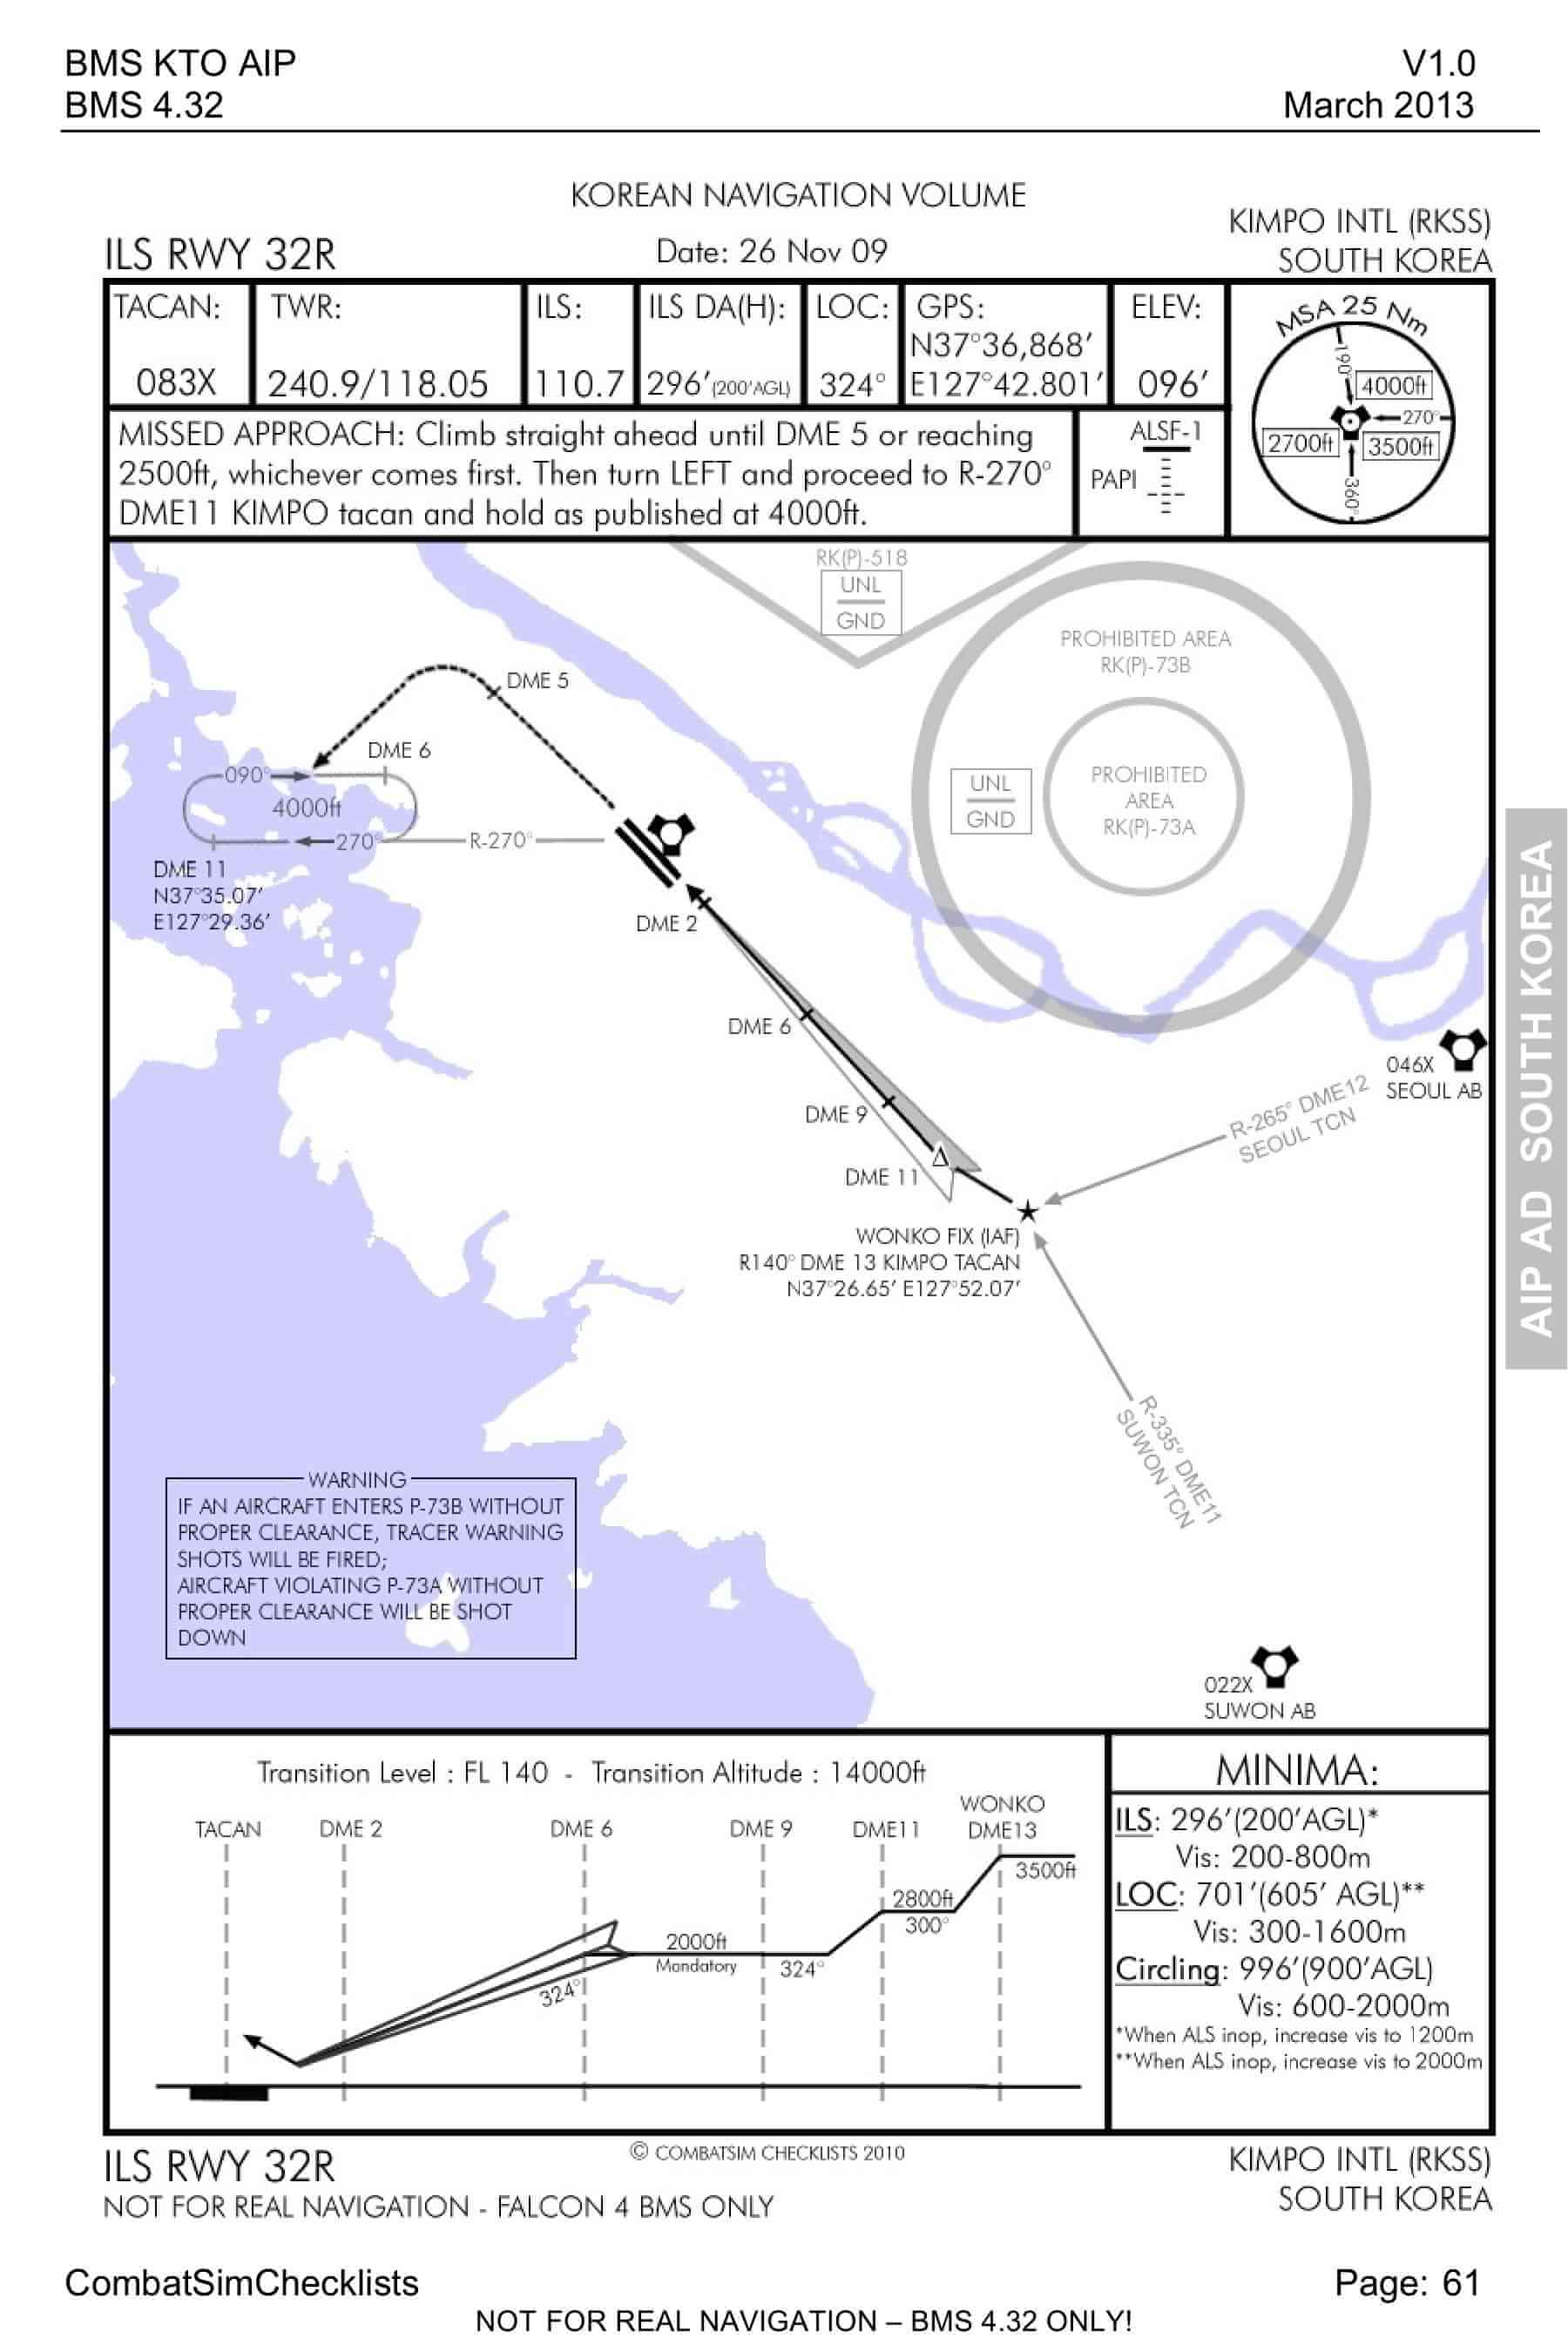 BMS KTO AIP
V1.0
BMS 4.32
March 2013
KOREAN NAVIGATION VOLUME
KIMPO INTL (RKSS)
ILS RWY 32R
Date: 26 Nov 09
SOUTH KOREA
TACAN:
083X
TWR:
240.9/118.05
ILS:
110.7
ILS DA(H):
296'(200'AGL)
LOC:
324°
GPS:
N37°36,868'
E127°42.801'
ELEV:
096'
MSA 25 Nm
190°
4000ft
270°
2700ft
3500ft
360°
MISSED APPROACH: Climb straight ahead until DME 5 or reaching
2500ft, whichever comes first. Then turn LEFT and proceed to R-270°
DME11 KIMPO tacan and hold as published at 4000ft.
ALSF-1
PAPI
RK(P)-518
UNL
GND
PROHIBITED AREA
RK(P)-73B
DME 5
DME 6
090°
4000ft
270°
R-270°
UNL
GND
PROHIBITED
AREA
RK(P)-73A
DME 11
N37°35.07'
E127°29.36'
DME 2
DME 6
046X
SEOUL AB
R-265° DME12
SEOUL TCN
DME 9
DME 11
WONKO FIX (IAF)
R140° DME 13 KIMPO TACAN
N37°26.65' E127°52.07'
R-335° DME11
SUWON TCN
WARNING
IF AN AIRCRAFT ENTERS P-73B WITHOUT
PROPER CLEARANCE, TRACER WARNING
SHOTS WILL BE FIRED;
AIRCRAFT VIOLATING P-73A WITHOUT
PROPER CLEARANCE WILL BE SHOT
DOWN
022X
SUWON AB
AIP AD SOUTH KOREA
Transition Level : FL 140 - Transition Altitude : 14000ft
TACAN
DME 2
DME 6
DME 9
DME11
WONKO
DME13
3500ft
2800ft
300°
2000ft
Mandatory
324°
324°
MINIMA:
ILS: 296'(200'AGL)*
Vis: 200-800m
LOC: 701'(605' AGL)**
Vis: 300-1600m
Circling: 996'(900'AGL)
Vis: 600-2000m
*When ALS inop, increase vis to 1200m
**When ALS inop, increase vis to 2000m
ILS RWY 32R
© COMBATSIM CHECKLISTS 2010
KIMPO INTL (RKSS)
NOT FOR REAL NAVIGATION - FALCON 4 BMS ONLY
SOUTH KOREA
CombatSimChecklists
Page: 61
NOT FOR REAL NAVIGATION – BMS 4.32 ONLY!